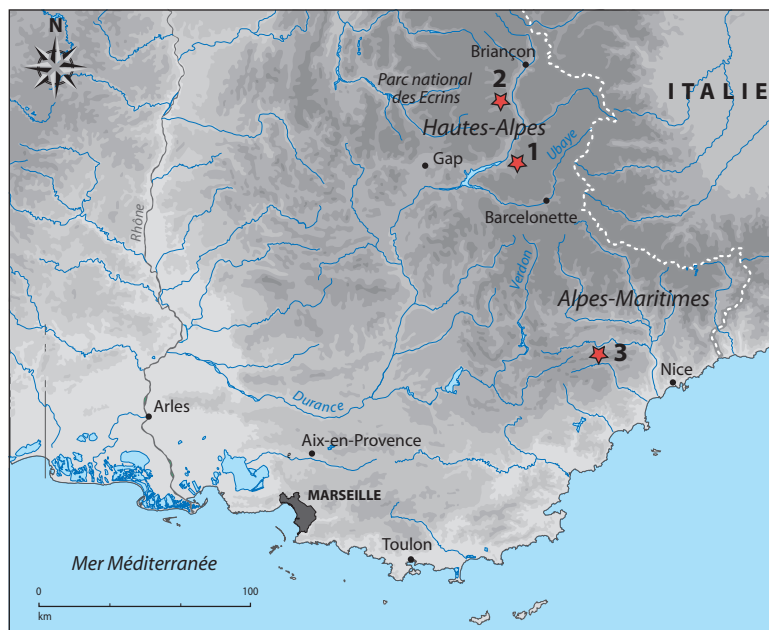 N
Briançon
2
Parc national
des Ecrins
ITALIE
Hautes-Alpes
1
Ubaye
Gap
Barcelonette
Rhône
Verdon
Alpes-Maritimes
3
Nice
Durance
Arles
Aix-en-Provence
MARSEILLE
Toulon
Mer Méditerranée
0
100
km